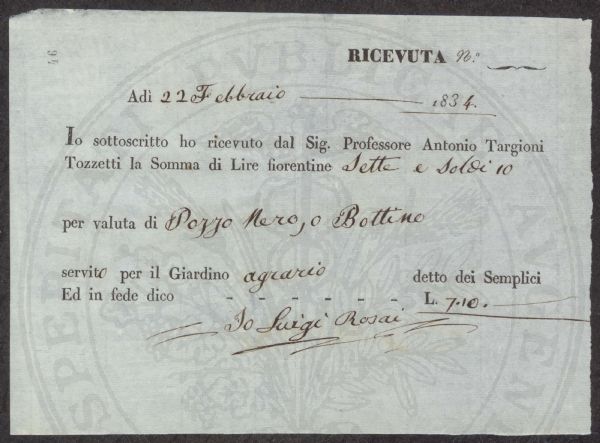 46
RICEVUTA N.º
Adì 22 Febbraio 1834.
Io sottoscritto ho ricevuto dal Sig. Professore Antonio Targioni
Tozzetti la Somma di Lire fiorentine Sette e Soldi 10
per valuta di Pozzo Nero, o Bottino
servito per il Giardino agrario detto dei Semplici
Ed in fede dico - - - - - - L. 7.10.
Io Luigi Rosai